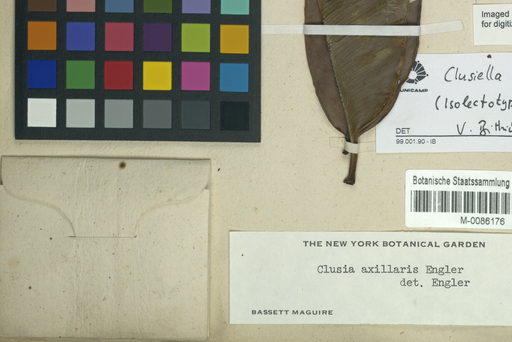 Imaged
for digiti
Clusiella
(Isolectotyp
UNICAMP
DET
V.
99.001.90 - IB
Botanische Staatssammlung
M-0086176
THE NEW YORK BOTANICAL GARDEN
Clusia axillaris Engler
det. Engler
BASSETT MAGUIRE